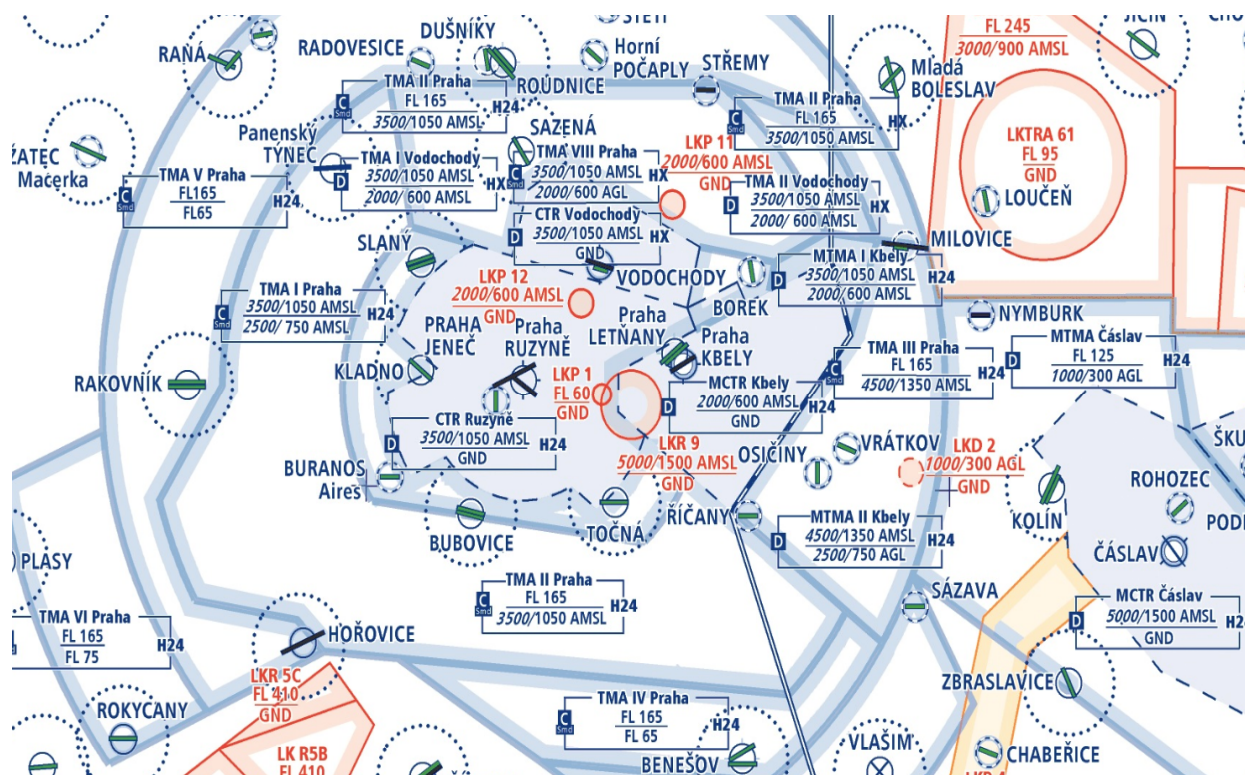 ŠTĚTÍ
FL 245
3000/900 AMSL
JIČÍN
RANÁ
RADOVESICE
DUŠNÍKY
ROUDNICE
Horní
POČAPLY
STŘEMY
Mladá
BOLESLAV
TMA II Praha
C
Smd
FL 165
3500/1050 AMSL
H24
TMA II Praha
C
Smd
FL 165
3500/1050 AMSL
HX
ŽATEC
Macerka
Panenský
TÝNEC
SAZENÁ
LKP 11
2000/600 AMSL
GND
LKTRA 61
FL 95
GND
LOUČEŇ
TMA V Praha
C
Smd
FL165
FL65
H24
TMA I Vodochody
D
3500/1050 AMSL
2000/ 600 AMSL
HX
TMA VIII Praha
C
Smd
3500/1050 AMSL
2000/600 AGL
HX
TMA II Vodochody
D
3500/1050 AMSL
2000/ 600 AMSL
HX
CTR Vodochody
D
3500/1050 AMSL
GND
HX
SLANÝ
VODOCHODY
MILOVICE
BOREK
MTMA I Kbely
D
3500/1050 AMSL
2000/600 AMSL
H24
LKP 12
2000/600 AMSL
GND
TMA I Praha
C
Smd
3500/1050 AMSL
2500/ 750 AMSL
H24
PRAHA
JENEČ
Praha
RUZYNĚ
Praha
LETŇANY
Praha
KBELY
NYMBURK
KLADNO
RAKOVNÍK
LKP 1
FL 60
GND
TMA III Praha
C
Smd
FL 165
4500/1350 AMSL
H24
MTMA Čáslav
D
FL 125
1000/300 AGL
H24
MCTR Kbely
D
2000/600 AMSL
GND
H24
CTR Ruzyně
D
3500/1050 AMSL
GND
H24
LKR 9
5000/1500 AMSL
GND
OSIČINY
VRÁTKOV
LKD 2
1000/300 AGL
GND
BURANOS
Aires
BUBOVICE
TOČNÁ
ŘÍČANY
KOLÍN
ROHOZEC
ČÁSLAV
MTMA II Kbely
D
4500/1350 AMSL
2500/750 AGL
H24
PLASY
TMA II Praha
C
Smd
FL 165
3500/1050 AMSL
H24
SÁZAVA
MCTR Čáslav
D
5000/1500 AMSL
GND
TMA VI Praha
FL 165
FL 75
H24
HOŘOVICE
LKR 5C
FL 410
GND
ZBRASLAVICE
ROKYCANY
TMA IV Praha
C
Smd
FL 165
FL 65
H24
LK R5B
FL 410
BENEŠOV
VLAŠIM
CHABEŘICE